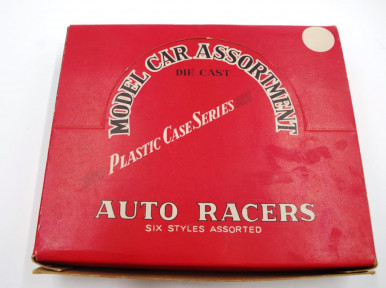 MODEL CAR ASSORTMENT
DIE CAST
PLASTIC CASE SERIES
AUTO RACERS
SIX STYLES ASSORTED